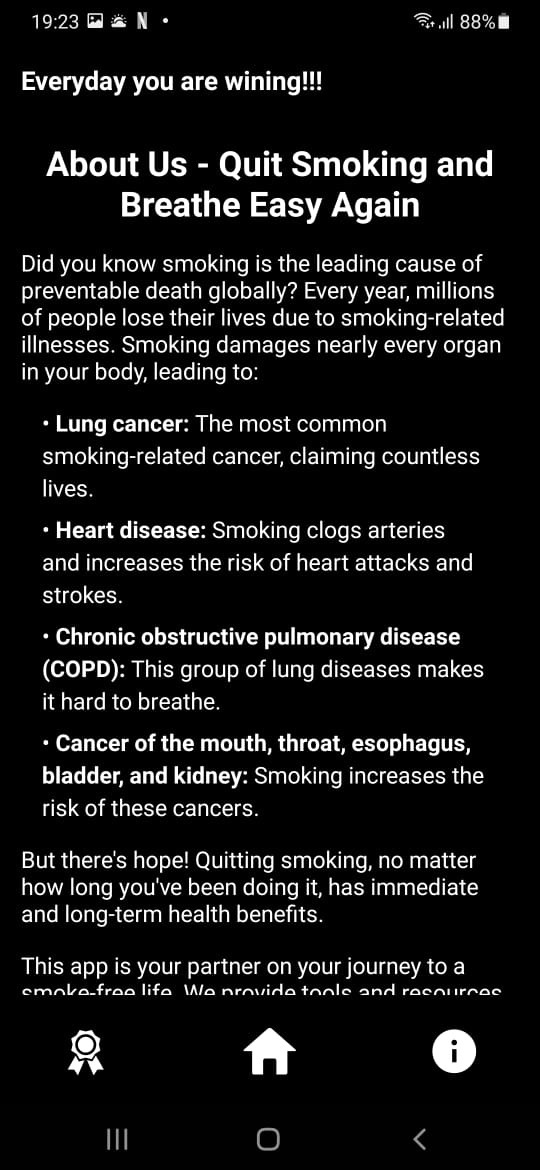 19:23 N 88%
Everyday you are wining!!!
About Us - Quit Smoking and
Breathe Easy Again
Did you know smoking is the leading cause of
preventable death globally? Every year, millions
of people lose their lives due to smoking-related
illnesses. Smoking damages nearly every organ
in your body, leading to:
• Lung cancer: The most common
smoking-related cancer, claiming countless
lives.
• Heart disease: Smoking clogs arteries
and increases the risk of heart attacks and
strokes.
• Chronic obstructive pulmonary disease
(COPD): This group of lung diseases makes
it hard to breathe.
• Cancer of the mouth, throat, esophagus,
bladder, and kidney: Smoking increases the
risk of these cancers.
But there's hope! Quitting smoking, no matter
how long you've been doing it, has immediate
and long-term health benefits.
This app is your partner on your journey to a
smoke-free life. We provide tools and resources